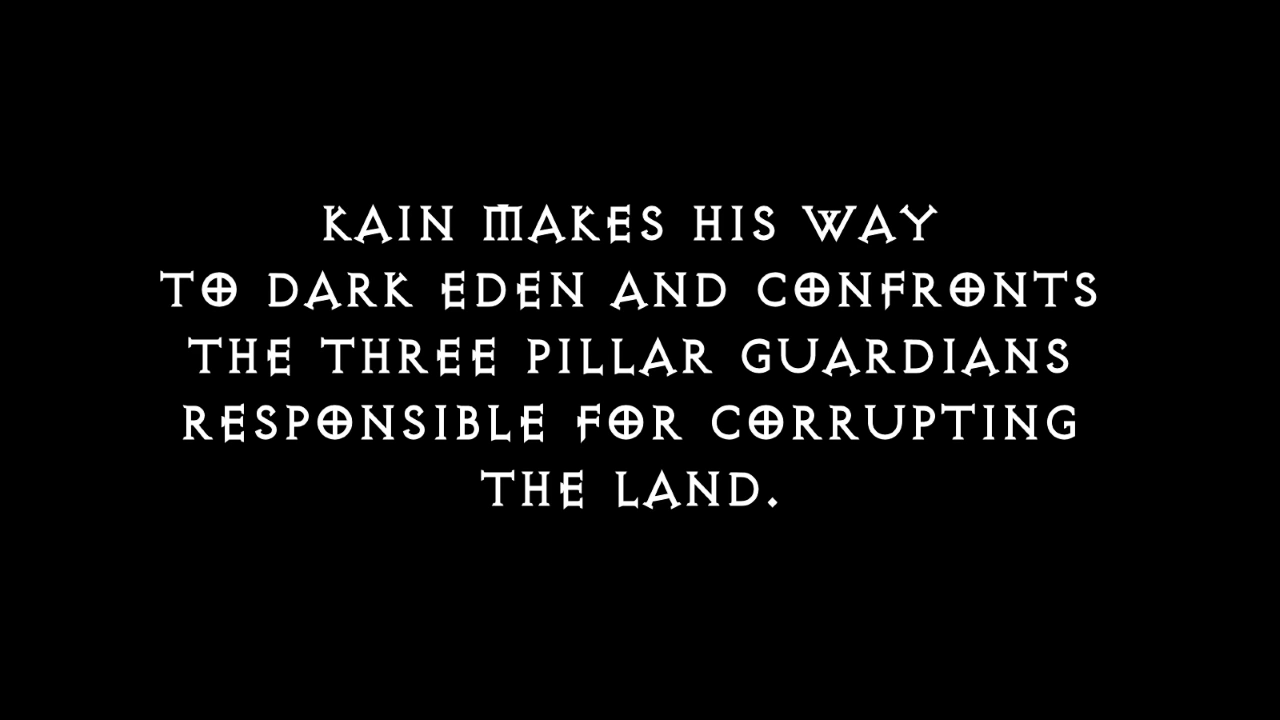 KAIN MAKES HIS WAY
TO DARK EDEN AND CONFRONTS
THE THREE PILLAR GUARDIANS
RESPONSIBLE FOR CORRUPTING
THE LAND.